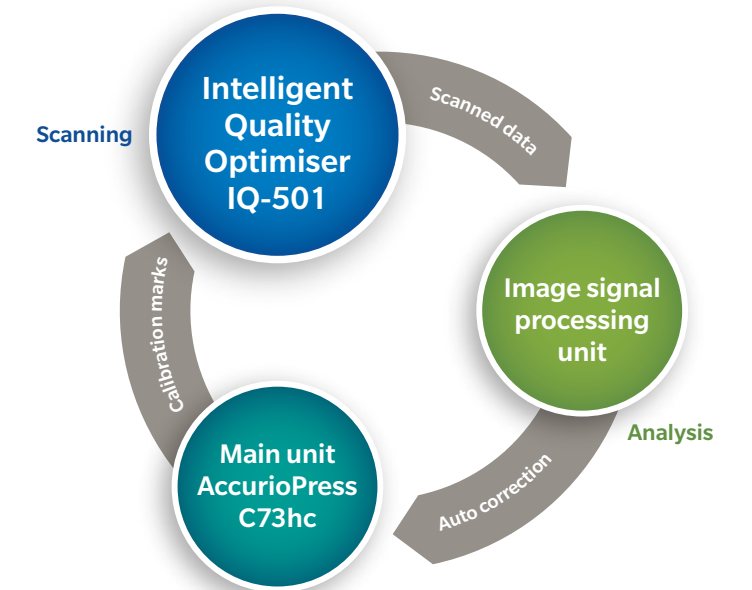 Intelligent
Quality
Optimiser
IQ-501
Scanning
Scanned data
Image signal
processing
unit
Analysis
Auto correction
Main unit
AccurioPress
C73hc
Calibration marks